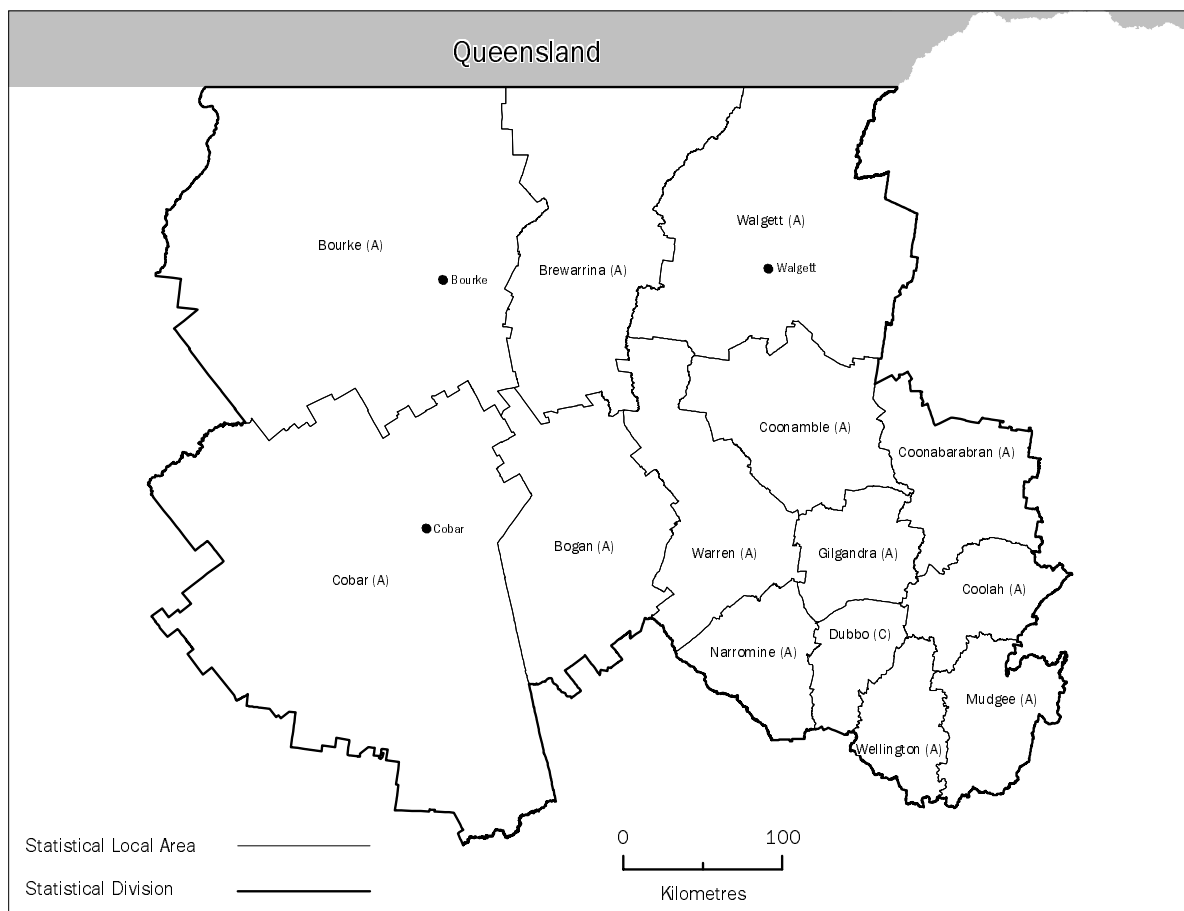 Queensland
Walgett (A)
Bourke (A)
Brewarrina (A)
Walgett
Bourke
Coonamble (A)
Coonabarabran (A)
Cobar
Bogan (A)
Warren (A)
Gilgandra (A)
Cobar (A)
Coolah (A)
Dubbo (C)
Narromine (A)
Mudgee (A)
Wellington (A)
0 100
Kilometres
Statistical Local Area
Statistical Division